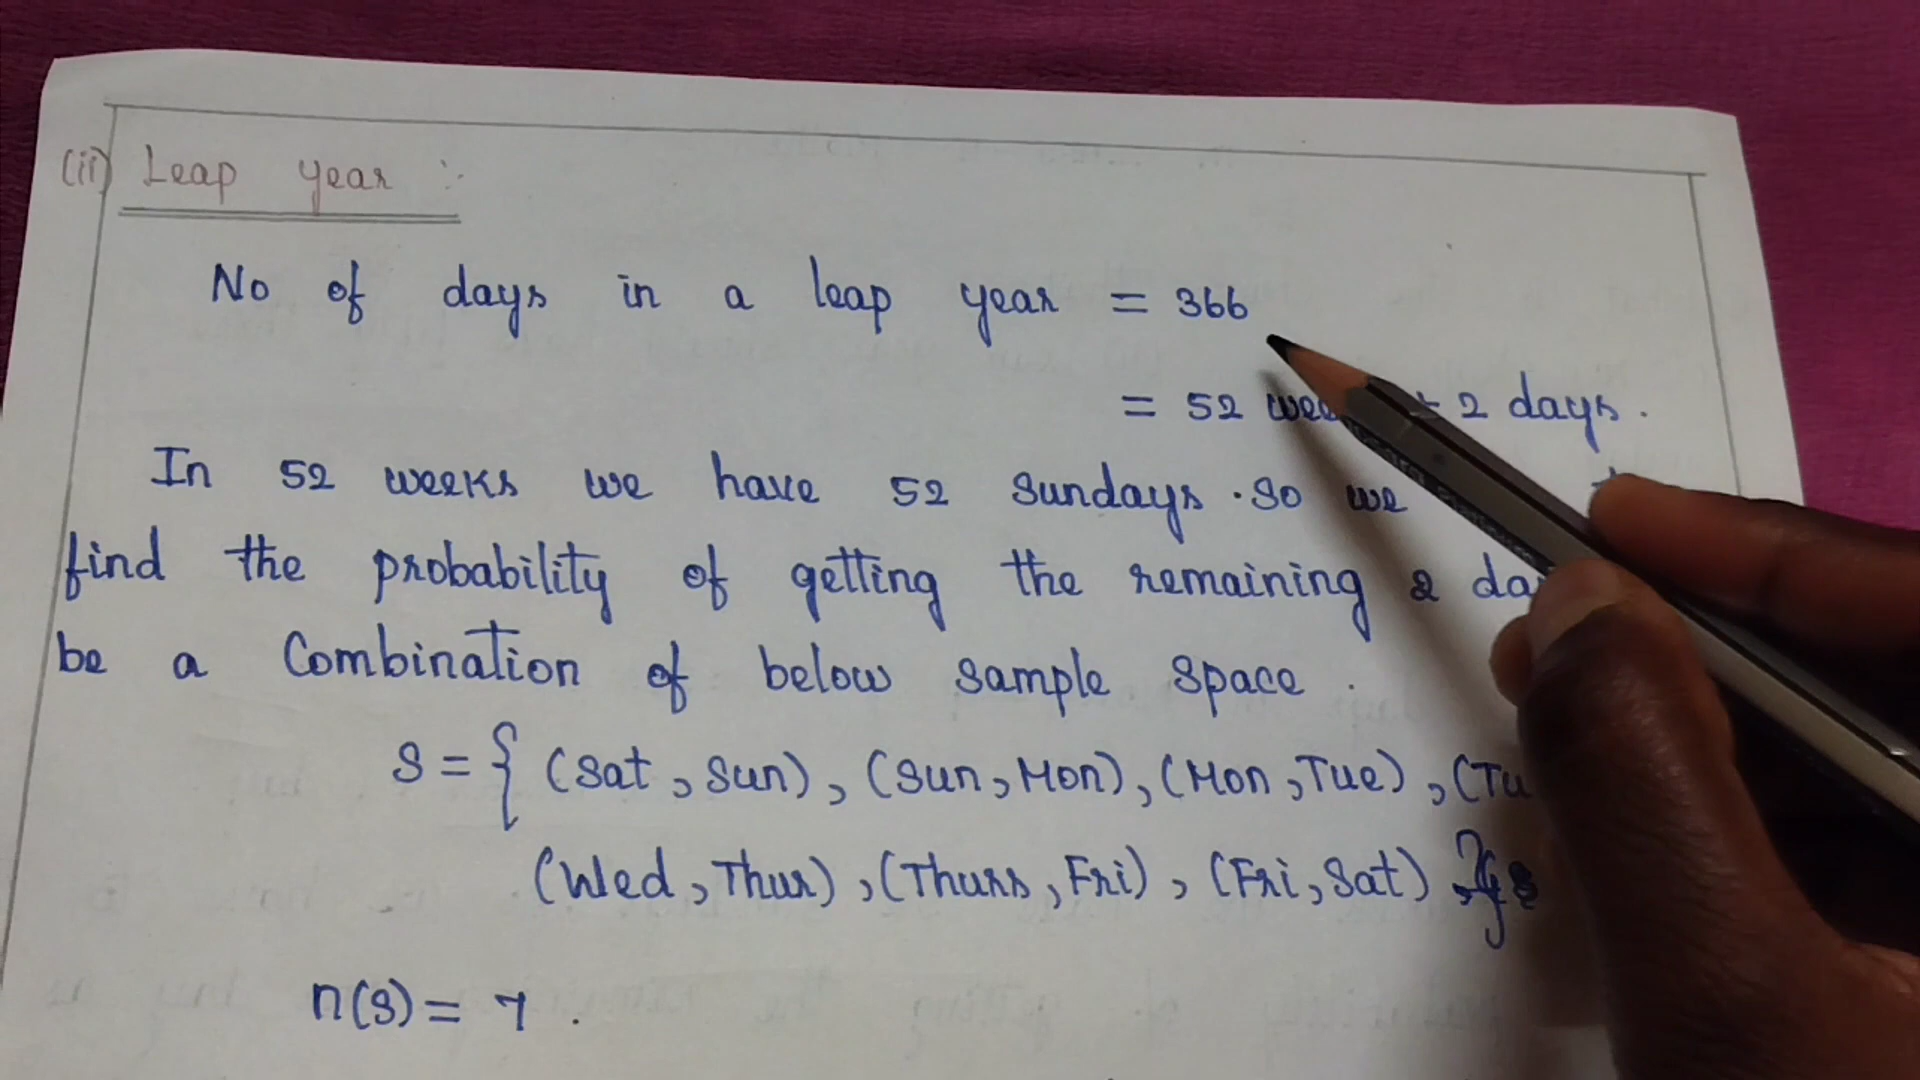 (ii) Leap year :-
No of days in a leap year = 366
= 52 + 2 days.
In 52 weeks we have 52 Sundays. So we
find the probability of getting the remaining 2
be a Combination of below sample space.
S = { (Sat, Sun), (Sun, Mon), (Mon, Tue), (Tu
(Wed, Thur), (Thurs, Fri), (Fri, Sat) }
n(S) = 7.